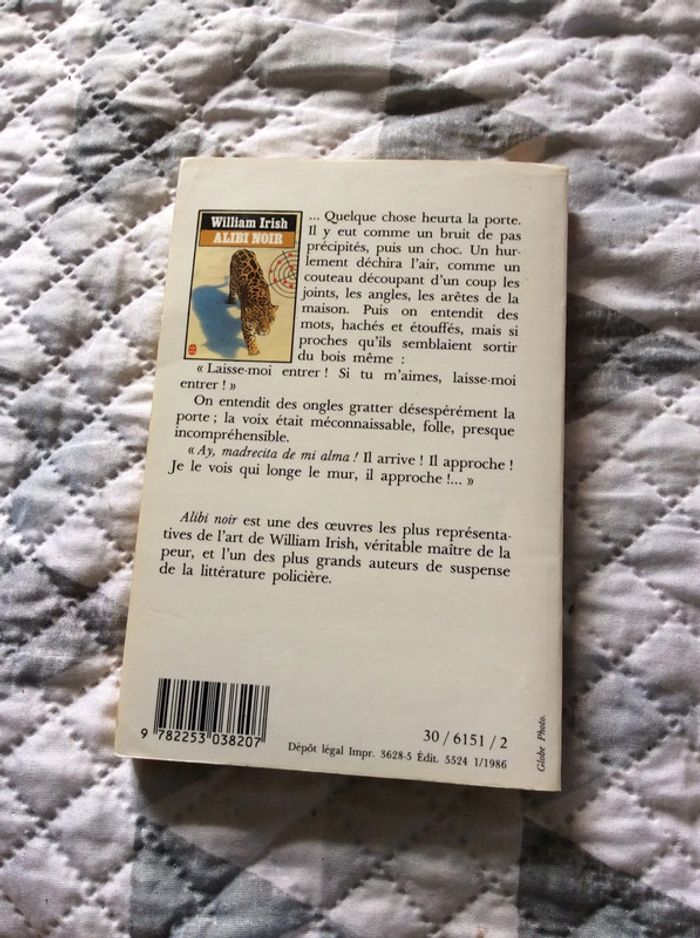 William Irish
ALIBI NOIR
... Quelque chose heurta la porte.
Il y eut comme un bruit de pas
précipités, puis un choc. Un hur-
lement déchira l'air, comme un
couteau découpant d'un coup les
joints, les angles, les arêtes de la
maison. Puis on entendit des
mots, hachés et étouffés, mais si
proches qu'ils semblaient sortir
du bois même :
« Laisse-moi entrer ! Si tu m'aimes, laisse-moi
entrer ! »
On entendit des ongles gratter désespérément la
porte ; la voix était méconnaissable, folle, presque
incompréhensible.
« Ay, madrecita de mi alma ! Il arrive ! Il approche !
Je le vois qui longe le mur, il approche !... »
Alibi noir est une des œuvres les plus représenta-
tives de l'art de William Irish, véritable maître de la
peur, et l'un des plus grands auteurs de suspense
de la littérature policière.
9 782253 038207
30 / 6151 / 2
Dépôt légal Impr. 3628-5 Édit. 5524 1/1986
Globe Photo.